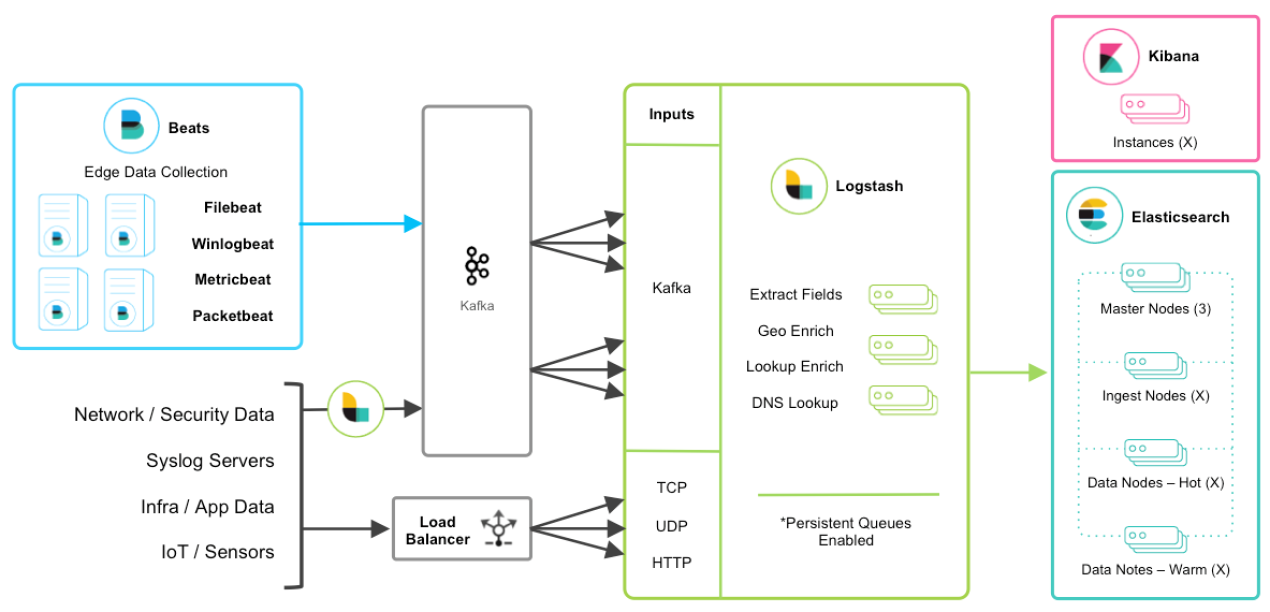 Beats
Edge Data Collection
Filebeat
Winlogbeat
Metricbeat
Packetbeat
Network / Security Data
Syslog Servers
Infra / App Data
IoT / Sensors
Kafka
Load
Balancer
Inputs
Kafka
TCP
UDP
HTTP
Logstash
Extract Fields
Geo Enrich
Lookup Enrich
DNS Lookup
*Persistent Queues
Enabled
Kibana
Instances (X)
Elasticsearch
Master Nodes (3)
Ingest Nodes (X)
Data Nodes – Hot (X)
Data Notes – Warm (X)